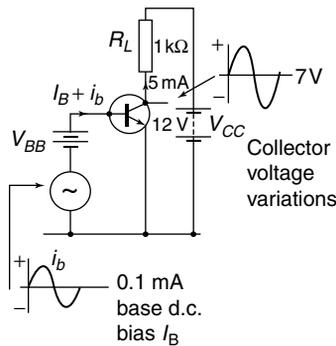 R_L
1kΩ
5 mA
+
−
7V
I_B + i_b
12 V
V_CC
V_BB
Collector
voltage
variations
~
+
−
i_b
0.1 mA
base d.c.
bias I_B